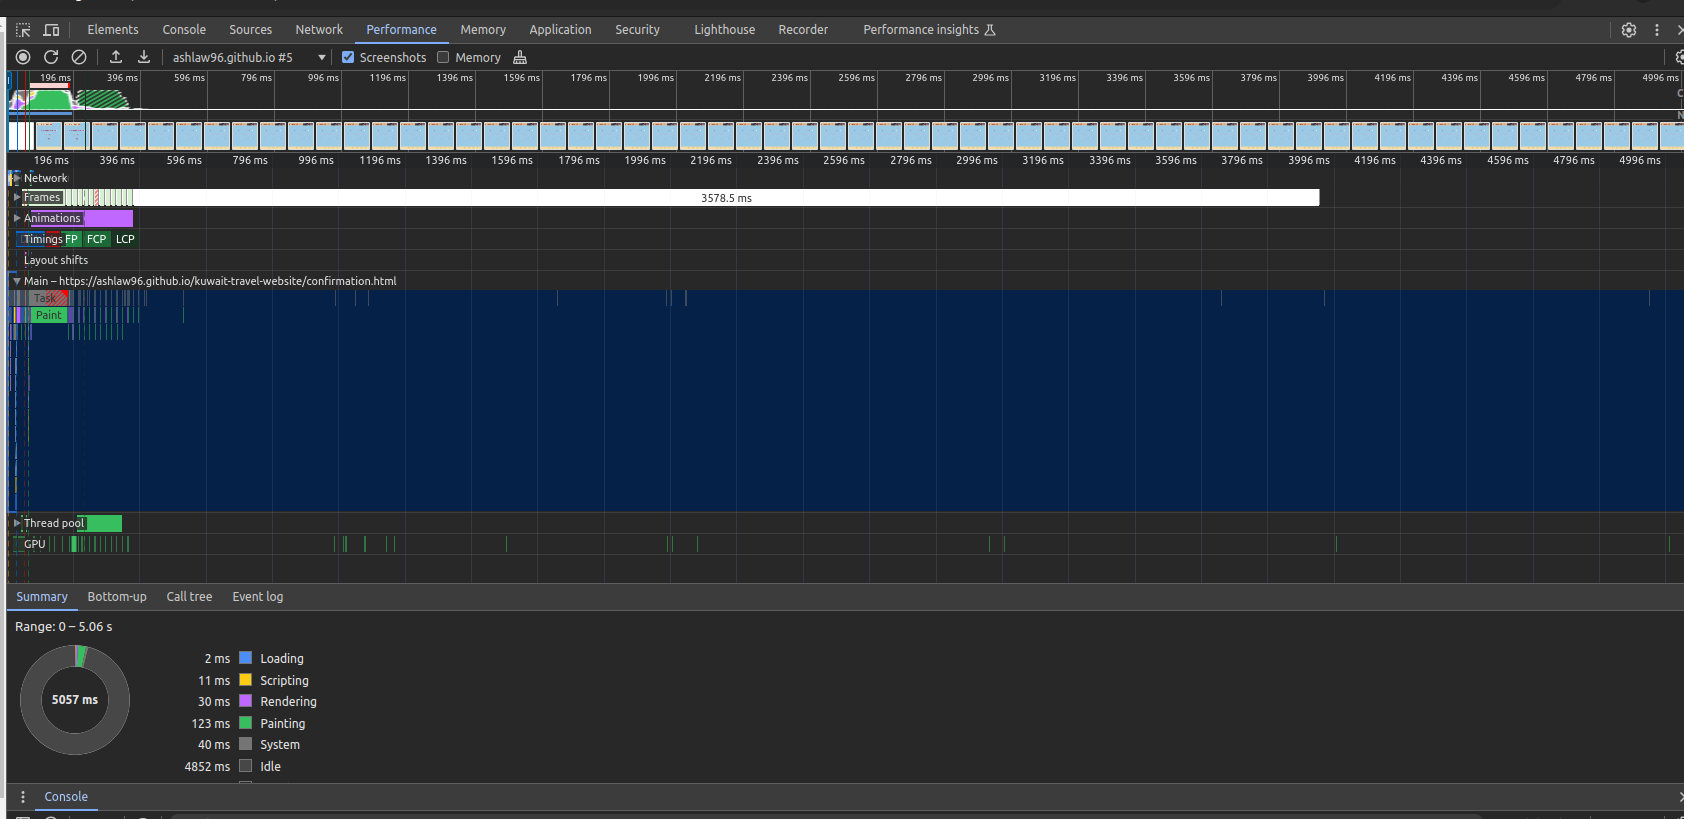 Elements Console Sources Network Performance Memory Application Security Lighthouse Recorder Performance insights
ashlaw96.github.io #5 Screenshots Memory
196 ms 396 ms 596 ms 796 ms 996 ms 1196 ms 1396 ms 1596 ms 1796 ms 1996 ms 2196 ms 2396 ms 2596 ms 2796 ms 2996 ms 3196 ms 3396 ms 3596 ms 3796 ms 3996 ms 4196 ms 4396 ms 4596 ms 4796 ms 4996 ms
196 ms 396 ms 596 ms 796 ms 996 ms 1196 ms 1396 ms 1596 ms 1796 ms 1996 ms 2196 ms 2396 ms 2596 ms 2796 ms 2996 ms 3196 ms 3396 ms 3596 ms 3796 ms 3996 ms 4196 ms 4396 ms 4596 ms 4796 ms 4996 ms
Network
Frames 3578.5 ms
Animations
Timings FP FCP LCP
Layout shifts
Main – https://ashlaw96.github.io/kuwait-travel-website/confirmation.html
Task
Paint
Thread pool
GPU
Summary Bottom-up Call tree Event log
Range: 0 – 5.06 s
5057 ms
2 ms Loading
11 ms Scripting
30 ms Rendering
123 ms Painting
40 ms System
4852 ms Idle
Console